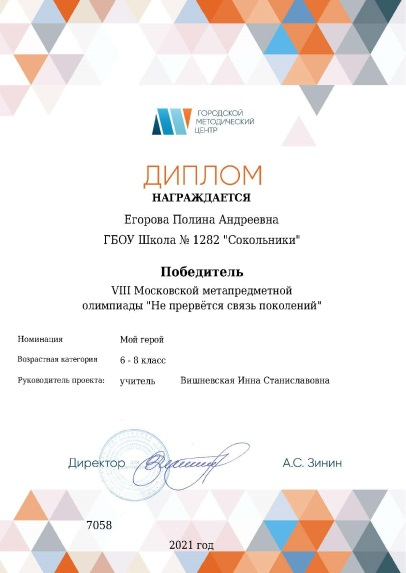 ГОРОДСКОЙ
МЕТОДИЧЕСКИЙ
ЦЕНТР
ДИПЛОМ
НАГРАЖДАЕТСЯ
Егорова Полина Андреевна
ГБОУ Школа № 1282 "Сокольники"
Победитель
VIII Московской метапредметной
олимпиады "Не прервётся связь поколений"
Номинация Мой герой
Возрастная категория 6 - 8 класс
Руководитель проекта: учитель Вишневская Инна Станиславовна
Директор А.С. Зинин
7058
2021 год